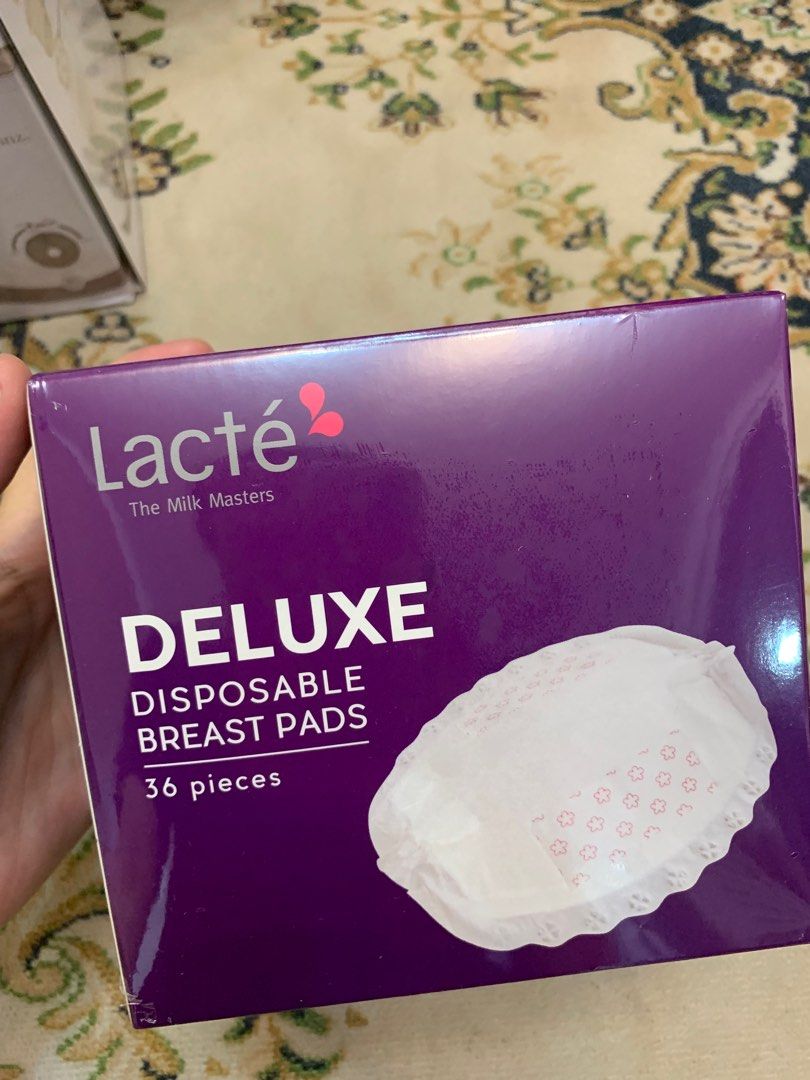 Lacté
The Milk Masters
DELUXE
DISPOSABLE
BREAST PADS
36 pieces